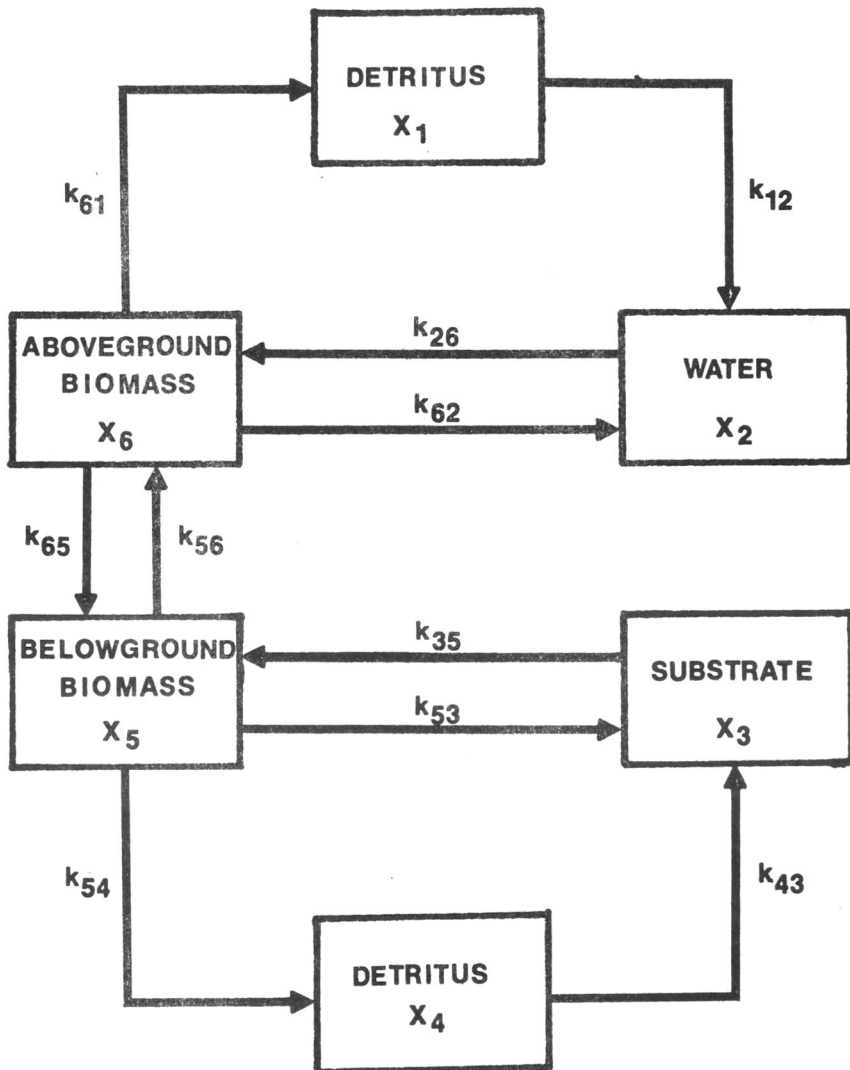 DETRITUS
X1
k61
k12
ABOVEGROUND
BIOMASS
X6
k26
k62
WATER
X2
k65
k56
BELOWGROUND
BIOMASS
X5
k35
k53
SUBSTRATE
X3
k54
k43
DETRITUS
X4